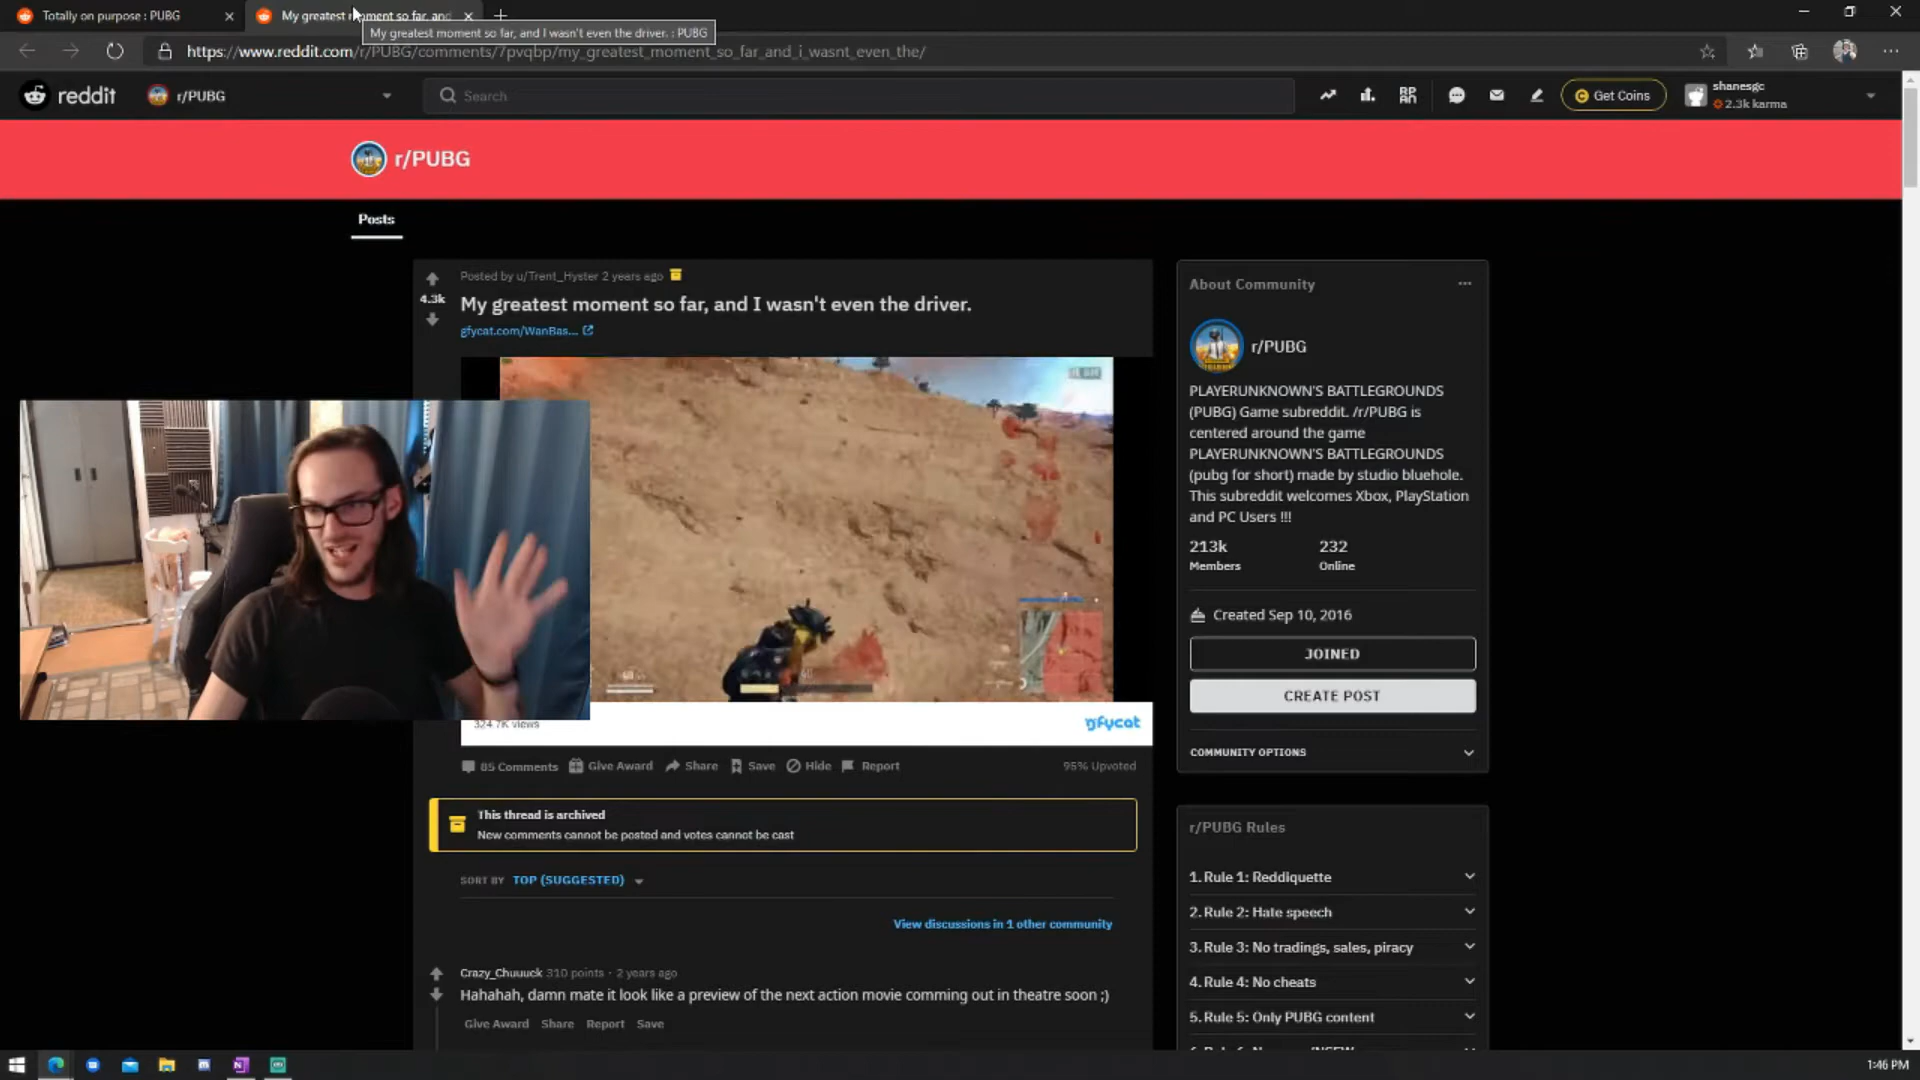 Totally on purpose : PUBG
My greatest moment so far, and
My greatest moment so far, and I wasn't even the driver. : PUBG
https://www.reddit.com/r/PUBG/comments/7pvqbp/my_greatest_moment_so_far_and_i_wasnt_even_the/
reddit
r/PUBG
Search
Get Coins
shanesgc
2.3k karma
r/PUBG
Posts
Posted by u/Trent_Hyster 2 years ago
4.3k
My greatest moment so far, and I wasn't even the driver.
gfycat.com/WanBas...
324.7K views
gfycat
85 Comments
Give Award
Share
Save
Hide
Report
95% Upvoted
This thread is archived
New comments cannot be posted and votes cannot be cast
SORT BY TOP (SUGGESTED)
View discussions in 1 other community
Crazy_Chuuuck 310 points · 2 years ago
Hahahah, damn mate it look like a preview of the next action movie comming out in theatre soon ;)
Give Award Share Report Save
About Community
r/PUBG
PLAYERUNKNOWN'S BATTLEGROUNDS
(PUBG) Game subreddit. /r/PUBG is
centered around the game
PLAYERUNKNOWN'S BATTLEGROUNDS
(pubg for short) made by studio bluehole.
This subreddit welcomes Xbox, PlayStation
and PC Users !!!
213k
Members
232
Online
Created Sep 10, 2016
JOINED
CREATE POST
COMMUNITY OPTIONS
r/PUBG Rules
1. Rule 1: Reddiquette
2. Rule 2: Hate speech
3. Rule 3: No tradings, sales, piracy
4. Rule 4: No cheats
5. Rule 5: Only PUBG content
1:46 PM